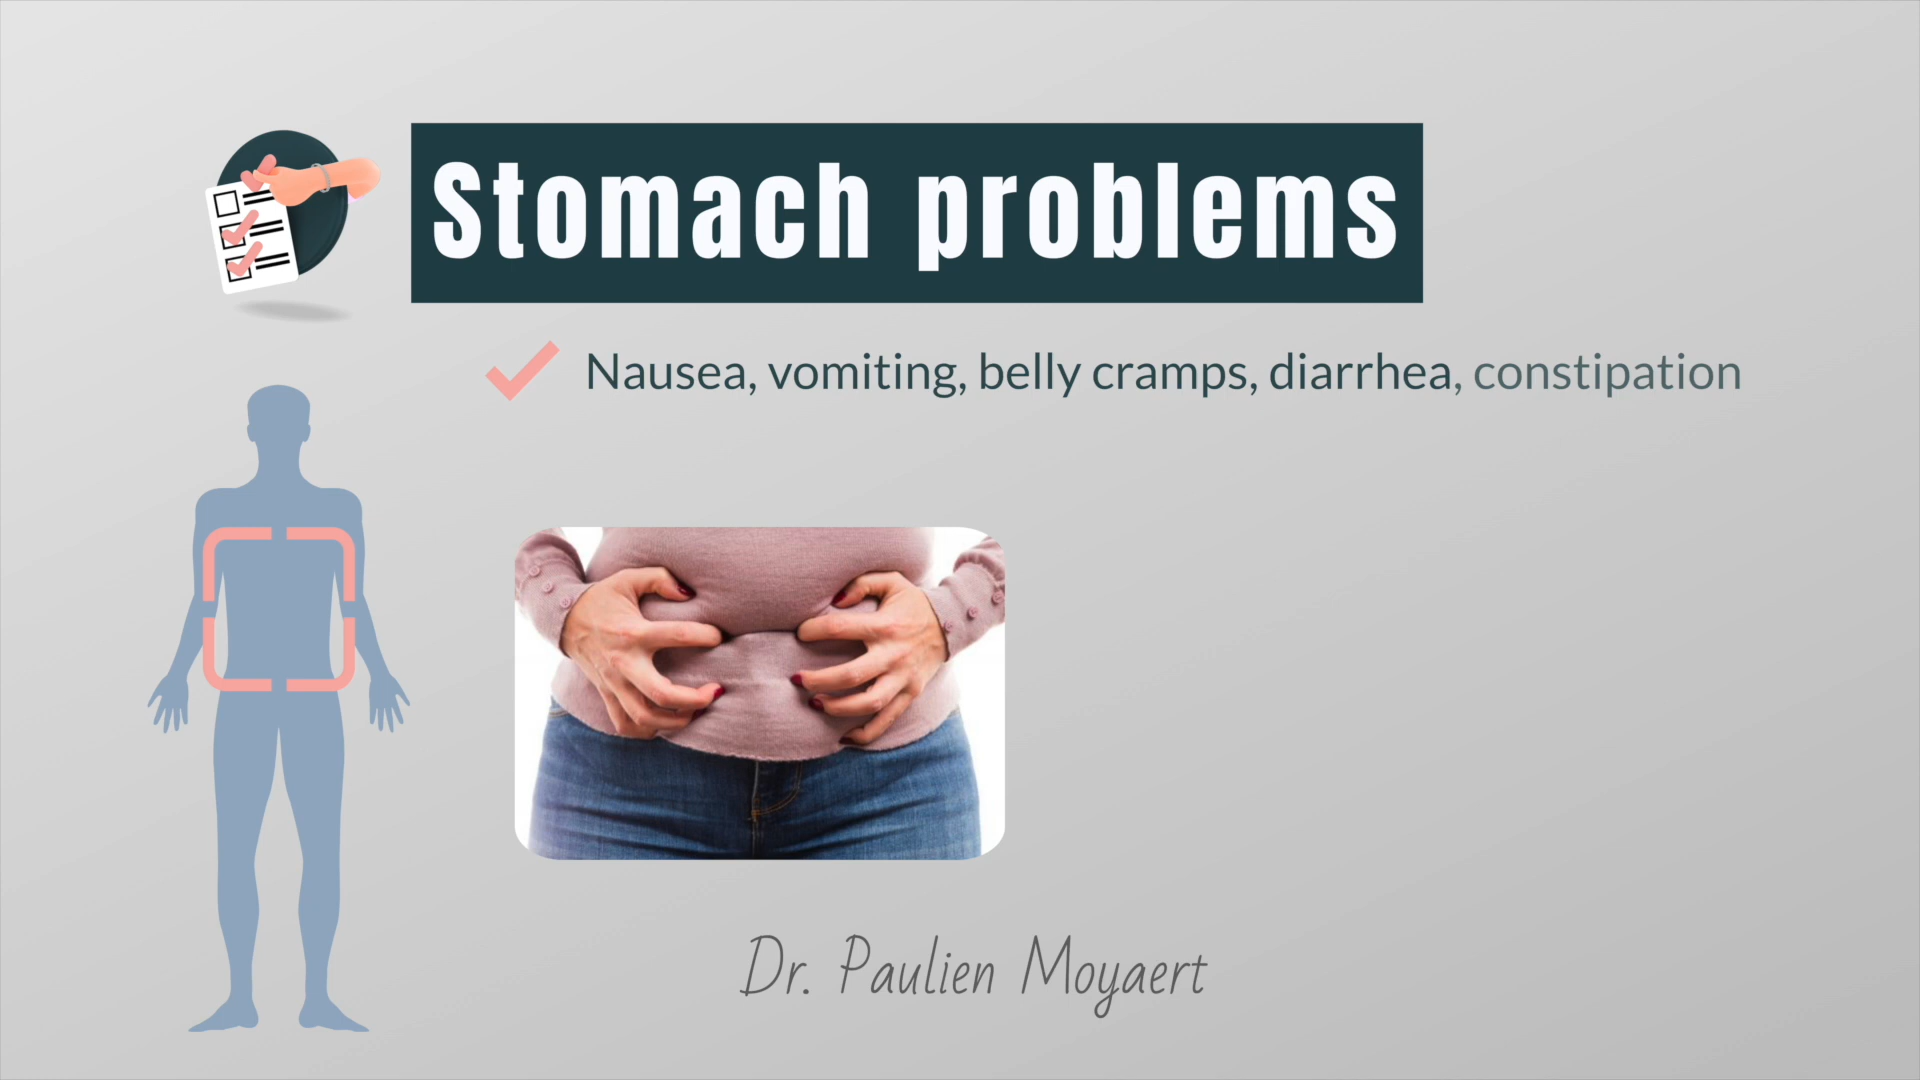 Stomach problems
Nausea, vomiting, belly cramps, diarrhea, constipation
Dr. Paulien Moyaert